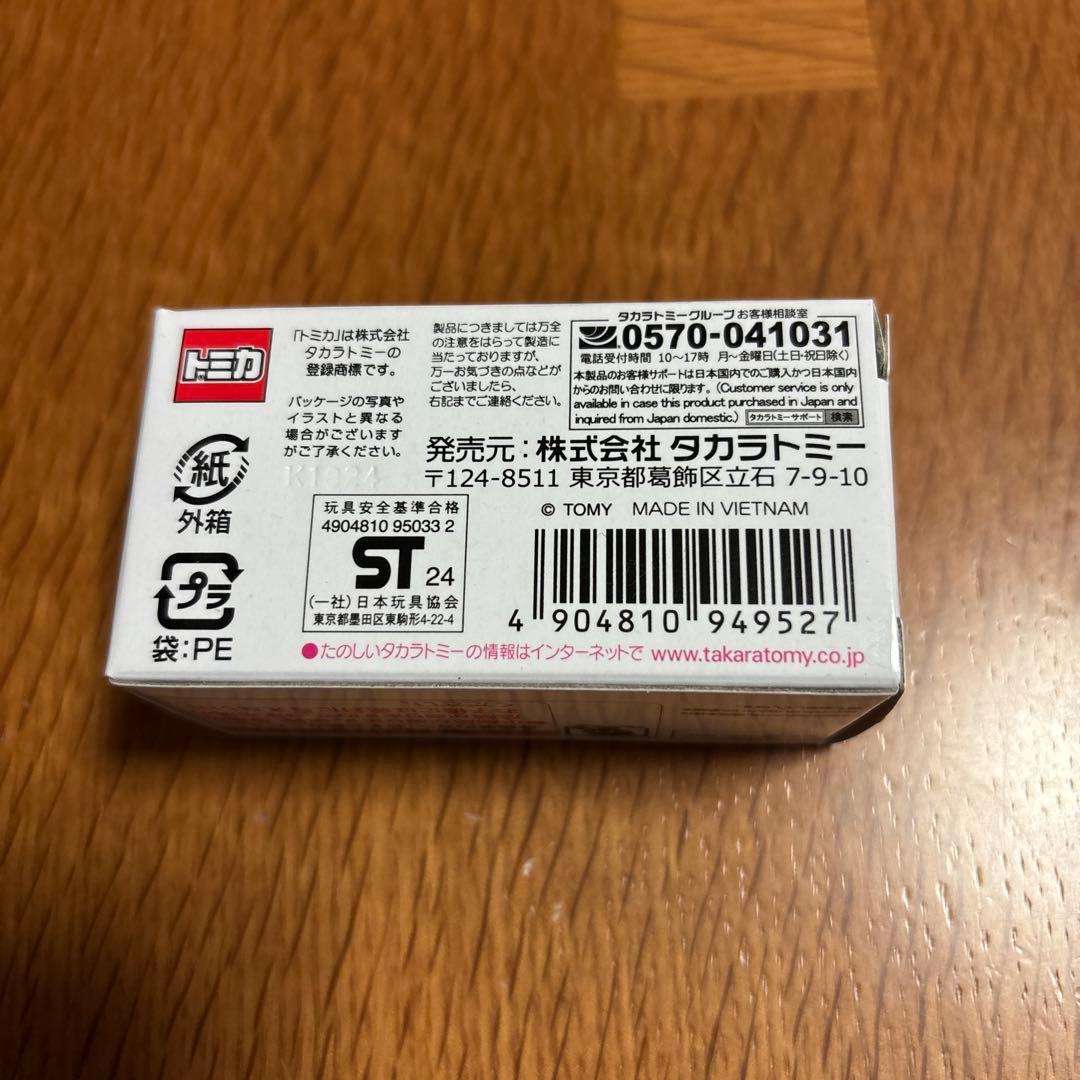 トミカ
「トミカ」は株式会社
タカラトミーの
登録商標です。
パッケージの写真や
イラストと異なる
場合がございます
がご了承ください。
製品につきましては万全
の注意をはらって製造に
当たっておりますが、
万一お気づきの点などが
ございましたら、
右記までご連絡ください。
タカラトミーグループ お客様相談室
0570-041031
電話受付時間 10〜17時 月〜金曜日(土日・祝日除く)
本製品のお客様サポートは日本国内でのご購入かつ日本国内
からのお問い合わせに限ります。(Customer service is only
available in case this product purchased in Japan and
inquired from Japan domestic.) タカラトミーサポート 検索
発売元：株式会社 タカラトミー
〒124-8511 東京都葛飾区立石 7-9-10
© TOMY MADE IN VIETNAM
紙
外箱
プラ
袋：PE
玩具安全基準合格
4904810 95033 2
ST 24
(一社)日本玩具協会
東京都墨田区東駒形4-22-4
4 904810 949527
●たのしいタカラトミーの情報はインターネットで www.takaratomy.co.jp